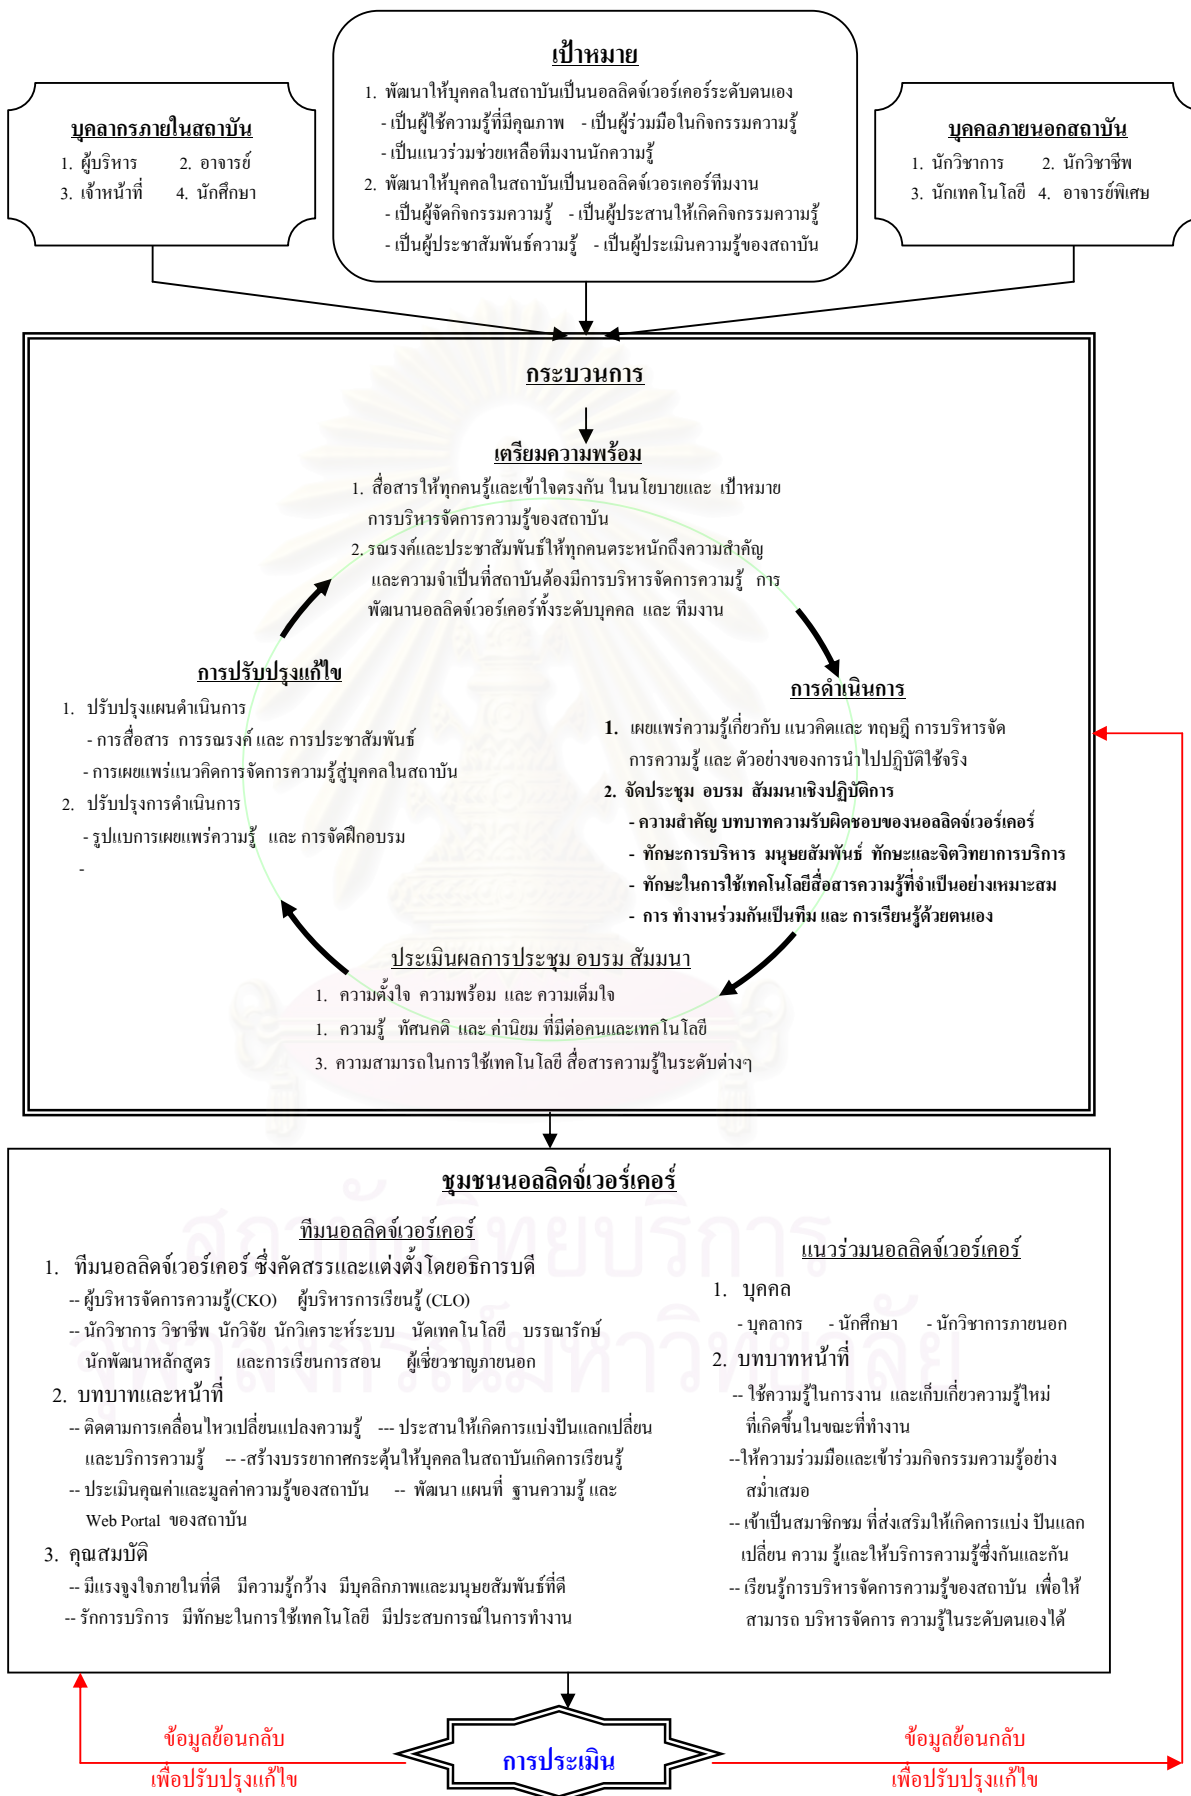 เป้าหมาย
1. พัฒนาให้บุคคลในสถาบันเป็นนอลลิดจ์เวอร์เคอร์ระดับตนเอง
- เป็นผู้ใช้ความรู้ที่มีคุณภาพ - เป็นผู้ร่วมมือในกิจกรรมความรู้
- เป็นแนวร่วมช่วยเหลือทีมงานนักความรู้
2. พัฒนาให้บุคคลในสถาบันเป็นนอลลิดจ์เวอรเคอร์ทีมงาน
- เป็นผู้จัดกิจกรรมความรู้ - เป็นผู้ประสานให้เกิดกิจกรรมความรู้
- เป็นผู้ประชาสัมพันธ์ความรู้ - เป็นผู้ประเมินความรู้ของสถาบัน
บุคลากรภายในสถาบัน
1. ผู้บริหาร 2. อาจารย์
3. เจ้าหน้าที่ 4. นักศึกษา
บุคคลภายนอกสถาบัน
1. นักวิชาการ 2. นักวิชาชีพ
3. นักเทคโนโลยี 4. อาจารย์พิเศษ
กระบวนการ
เตรียมความพร้อม
1. สื่อสารให้ทุกคนรู้และเข้าใจตรงกัน ในนโยบายและ เป้าหมาย
การบริหารจัดการความรู้ของสถาบัน
2. รณรงค์และประชาสัมพันธ์ให้ทุกคนตระหนักถึงความสำคัญ
และความจำเป็นที่สถาบันต้องมีการบริหารจัดการความรู้ การ
พัฒนานอลลิดจ์เวอร์เคอร์ทั้งระดับบุคคล และ ทีมงาน
การปรับปรุงแก้ไข
1. ปรับปรุงแผนดำเนินการ
- การสื่อสาร การรณรงค์ และ การประชาสัมพันธ์
- การเผยแพร่แนวคิดการจัดการความรู้สู่บุคคลในสถาบัน
2. ปรับปรุงการดำเนินการ
- รูปแบการเผยแพร่ความรู้ และ การจัดฝึกอบรม
-
การดำเนินการ
1. เผยแพร่ความรู้เกี่ยวกับ แนวคิดและ ทฤษฎี การบริหารจัด
การความรู้ และ ตัวอย่างของการนำไปปฏิบัติใช้จริง
2. จัดประชุม อบรม สัมมนาเชิงปฏิบัติการ
- ความสำคัญ บทบาทความรับผิดชอบของนอลลิดจ์เวอร์เคอร์
- ทักษะการบริหาร มนุษยสัมพันธ์ ทักษะและจิตวิทยาการบริการ
- ทักษะในการใช้เทคโนโลยีสื่อสารความรู้ที่จำเป็นอย่างเหมาะสม
- การ ทำงานร่วมกันเป็นทีม และ การเรียนรู้ด้วยตนเอง
ประเมินผลการประชุม อบรม สัมมนา
1. ความตั้งใจ ความพร้อม และ ความเต็มใจ
1. ความรู้ ทัศนคติ และ ค่านิยม ที่มีต่อคนและเทคโนโลยี
3. ความสามารถในการใช้เทคโนโลยี สื่อสารความรู้ในระดับต่างๆ
ชุมชนนอลลิดจ์เวอร์เคอร์
ทีมนอลลิดจ์เวอร์เคอร์
1. ทีมนอลลิดจ์เวอร์เคอร์ ซึ่งคัดสรรและแต่งตั้งโดยอธิการบดี
-- ผู้บริหารจัดการความรู้(CKO) ผู้บริหารการเรียนรู้ (CLO)
-- นักวิชาการ วิชาชีพ นักวิจัย นักวิเคราะห์ระบบ นัดเทคโนโลยี บรรณารักษ์
นักพัฒนาหลักสูตร และการเรียนการสอน ผู้เชี่ยวชาญภายนอก
2. บทบาทและหน้าที่
-- ติดตามการเคลื่อนไหวเปลี่ยนแปลงความรู้ --- ประสานให้เกิดการแบ่งปันแลกเปลี่ยน
และบริการความรู้ -- -สร้างบรรยากาศกระตุ้นให้บุคคลในสถาบันเกิดการเรียนรู้
-- ประเมินคุณค่าและมูลค่าความรู้ของสถาบัน -- พัฒนา แผนที่ ฐานความรู้ และ
Web Portal ของสถาบัน
3. คุณสมบัติ
-- มีแรงจูงใจภายในที่ดี มีความรู้กว้าง มีบุคลิกภาพและมนุษยสัมพันธ์ที่ดี
-- รักการบริการ มีทักษะในการใช้เทคโนโลยี มีประสบการณ์ในการทำงาน
แนวร่วมนอลลิดจ์เวอร์เคอร์
1. บุคคล
- บุคลากร - นักศึกษา - นักวิชาการภายนอก
2. บทบาทหน้าที่
-- ใช้ความรู้ในการงาน และเก็บเกี่ยวความรู้ใหม่
ที่เกิดขึ้นในขณะที่ทำงาน
--ให้ความร่วมมือและเข้าร่วมกิจกรรมความรู้อย่าง
สม่ำเสมอ
-- เข้าเป็นสมาชิกชม ที่ส่งเสริมให้เกิดการแบ่ง ปันแลก
เปลี่ยน ความ รู้และให้บริการความรู้ซึ่งกันและกัน
-- เรียนรู้การบริหารจัดการความรู้ของสถาบัน เพื่อให้
สามารถ บริหารจัดการ ความรู้ในระดับตนเองได้
สถาบันวิทยบริการ
จุฬาลงกรณ์มหาวิทยาลัย
ข้อมูลย้อนกลับ
เพื่อปรับปรุงแก้ไข
การประเมิน
ข้อมูลย้อนกลับ
เพื่อปรับปรุงแก้ไข